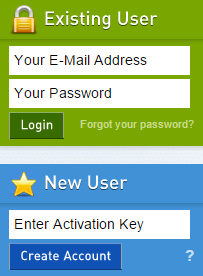 Existing User
Your E-Mail Address
Your Password
Login Forgot your password?
New User
Enter Activation Key
Create Account ?